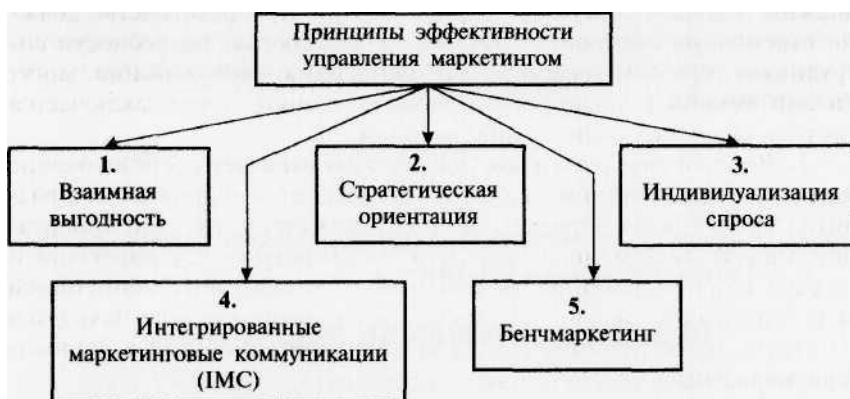 Принципы эффективности
управления маркетингом
1.
Взаимная
выгодность
2.
Стратегическая
ориентация
3.
Индивидуализация
спроса
4.
Интегрированные
маркетинговые коммуникации
(IMC)
5.
Бенчмаркетинг